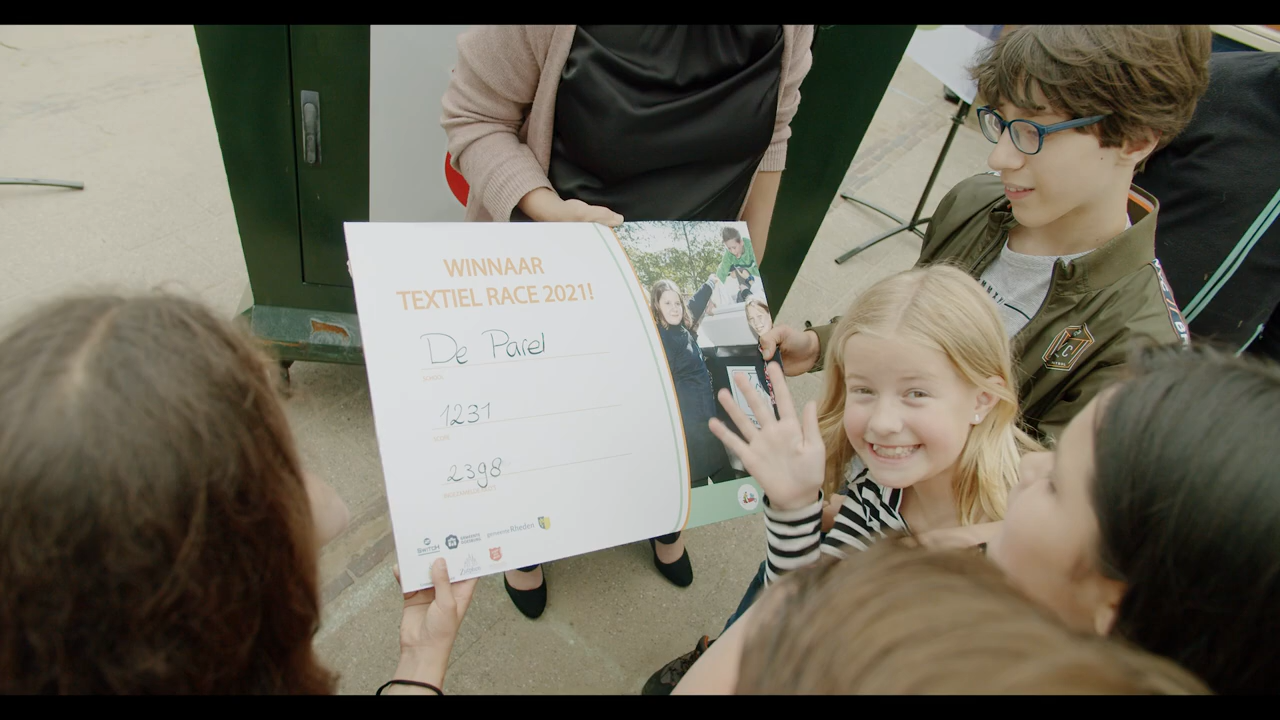 WINNAAR
TEXTIEL RACE 2021!
De Parel
1231
2398
gemeente Rheden